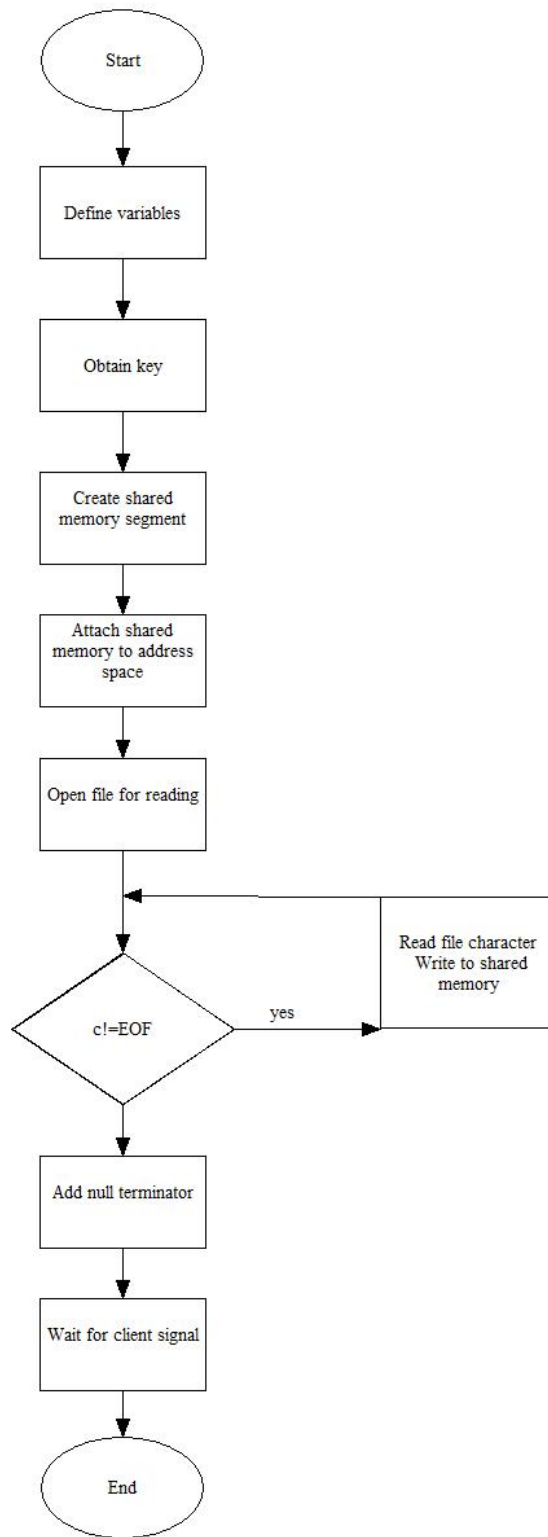 Start
Define variables
Obtain key
Create shared
memory segment
Attach shared
memory to address
space
Open file for reading
Read file character
Write to shared
memory
yes
c!=EOF
Add null terminator
Wait for client signal
End